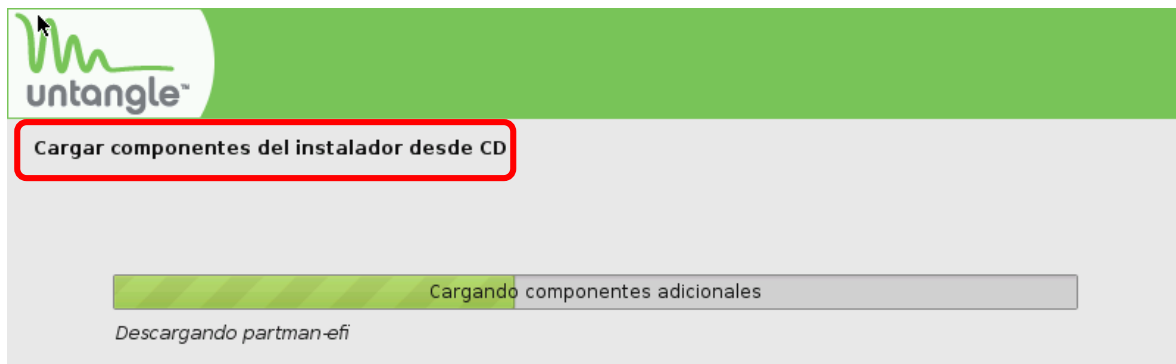 untangle™
Cargar componentes del instalador desde CD
Cargando componentes adicionales
Descargando partman-efi